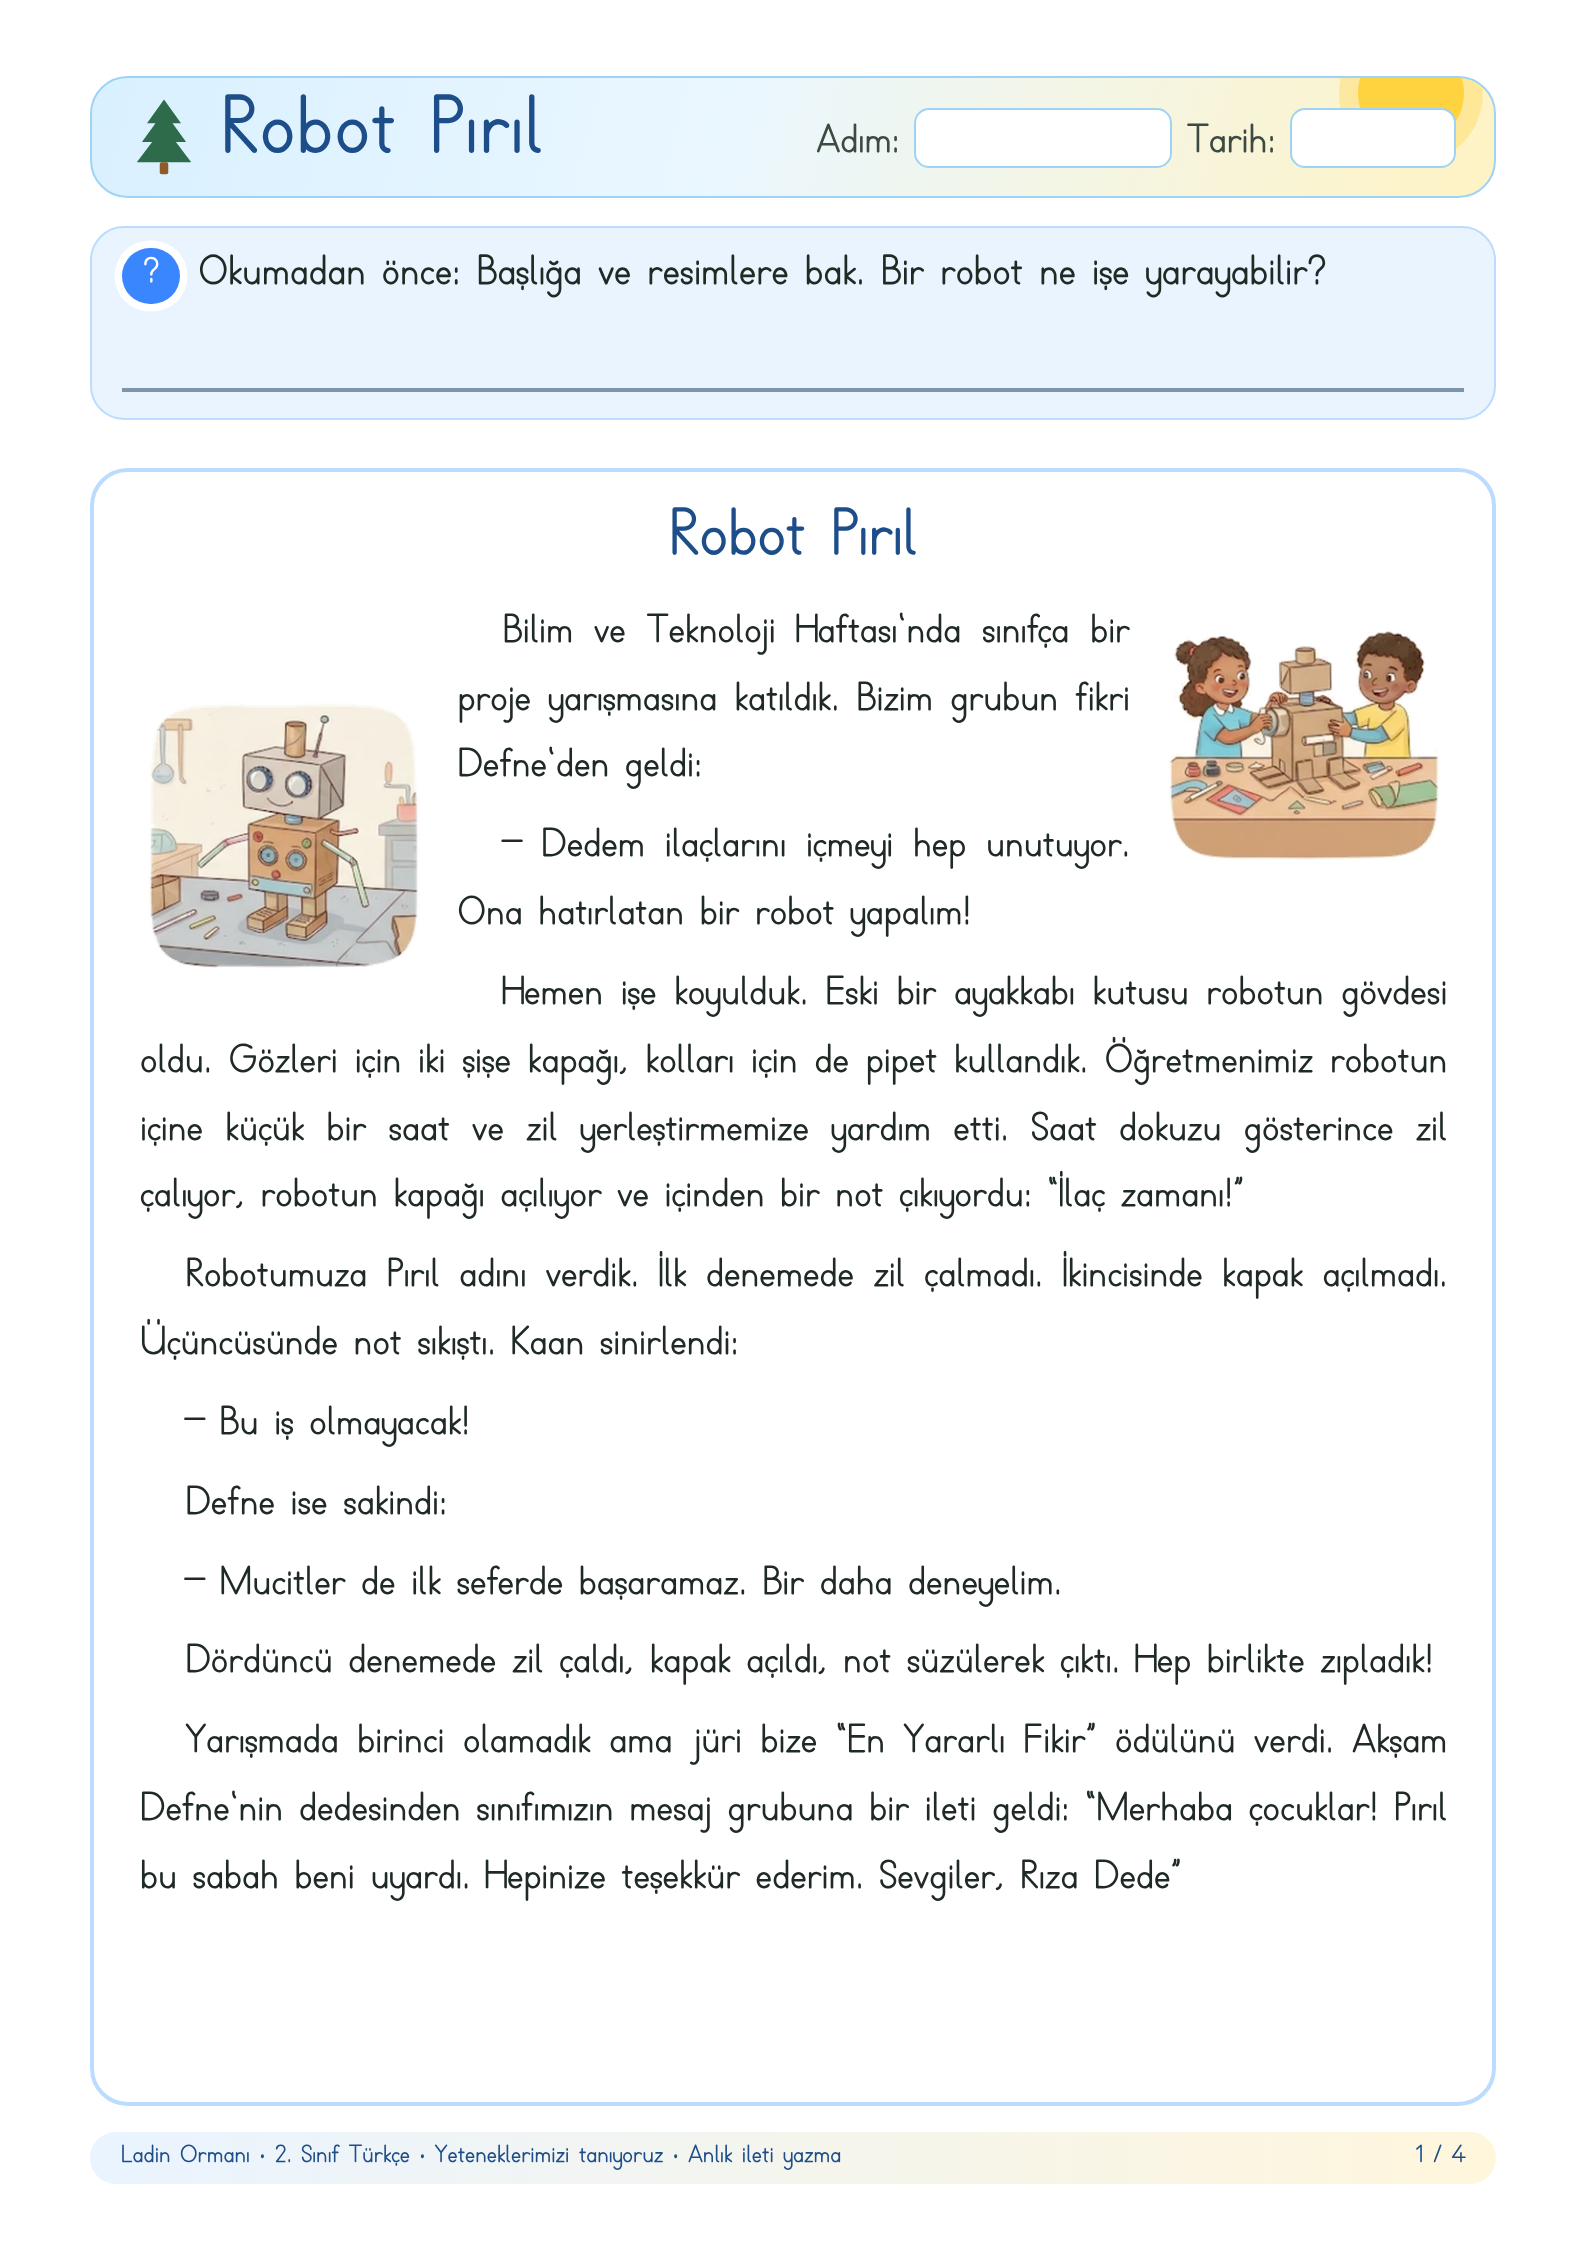 Robot Pırıl
Adım:
Tarih:
?
Okumadan önce: Başlığa ve resimlere bak. Bir robot ne işe yarayabilir?
Robot Pırıl
Bilim ve Teknoloji Haftası‘nda sınıfça bir
proje yarışmasına katıldık. Bizim grubun fikri
Defne‘den geldi:
– Dedem ilaçlarını içmeyi hep unutuyor.
Ona hatırlatan bir robot yapalım!
Hemen işe koyulduk. Eski bir ayakkabı kutusu robotun gövdesi
oldu. Gözleri için iki şişe kapağı, kolları için de pipet kullandık. Öğretmenimiz robotun
içine küçük bir saat ve zil yerleştirmemize yardım etti. Saat dokuzu gösterince zil
çalıyor, robotun kapağı açılıyor ve içinden bir not çıkıyordu: “İlaç zamanı!”
Robotumuza Pırıl adını verdik. İlk denemede zil çalmadı. İkincisinde kapak açılmadı.
Üçüncüsünde not sıkıştı. Kaan sinirlendi:
– Bu iş olmayacak!
Defne ise sakindi:
– Mucitler de ilk seferde başaramaz. Bir daha deneyelim.
Dördüncü denemede zil çaldı, kapak açıldı, not süzülerek çıktı. Hep birlikte zıpladık!
Yarışmada birinci olamadık ama jüri bize “En Yararlı Fikir” ödülünü verdi. Akşam
Defne‘nin dedesinden sınıfımızın mesaj grubuna bir ileti geldi: “Merhaba çocuklar! Pırıl
bu sabah beni uyardı. Hepinize teşekkür ederim. Sevgiler, Rıza Dede”
Ladin Ormanı • 2. Sınıf Türkçe • Yeteneklerimizi tanıyoruz • Anlık ileti yazma
1 / 4